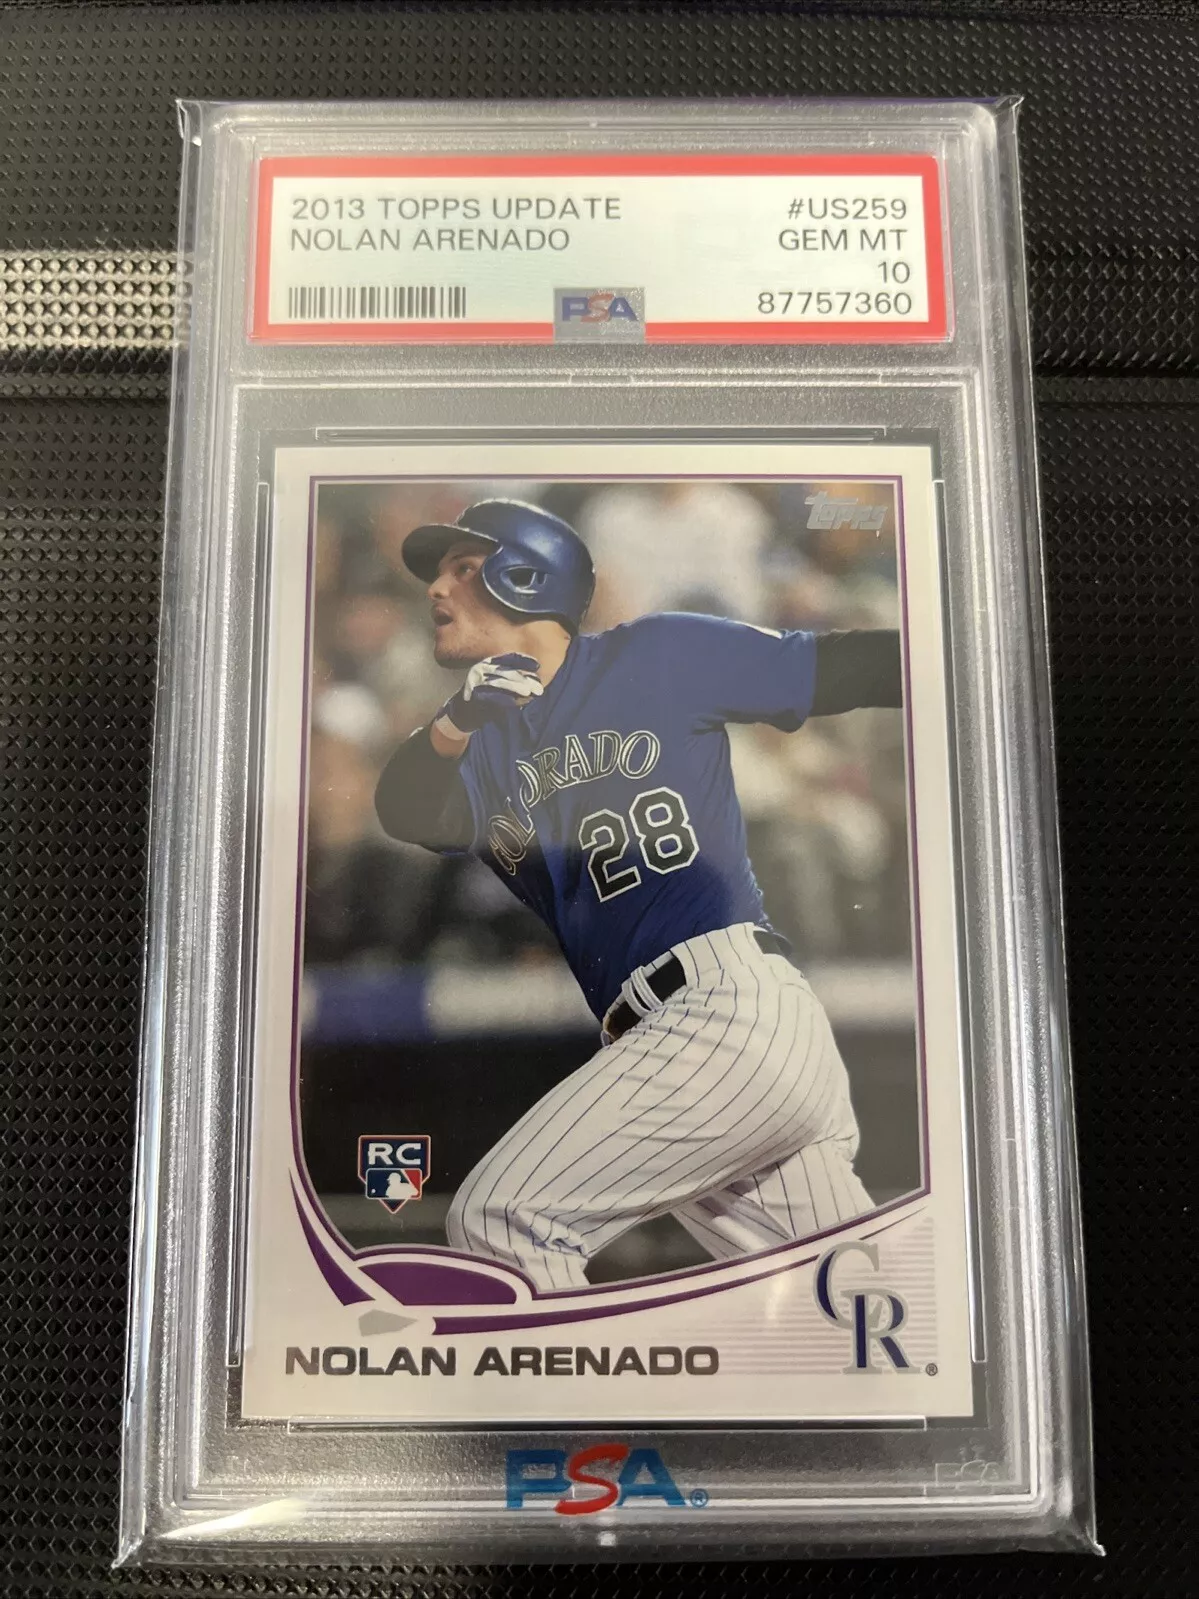 2013 TOPPS UPDATE #US259
NOLAN ARENADO GEM MT
10
PSA 87757360
Topps
COLORADO
28
RC
CR®
NOLAN ARENADO
PSA®
PSA